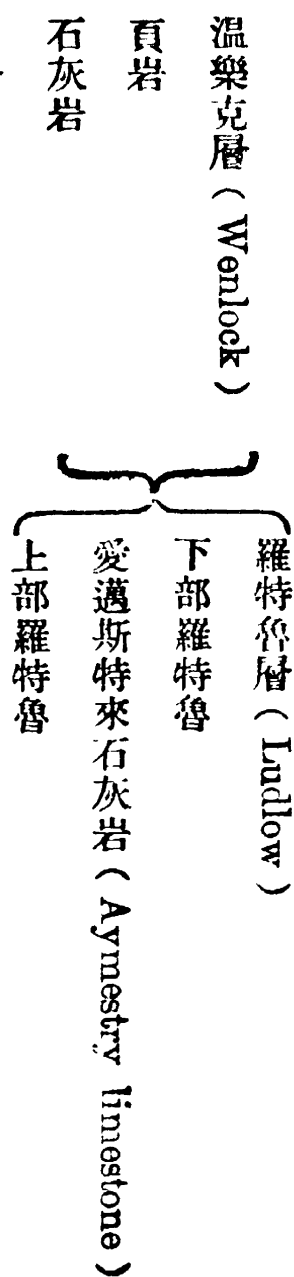 溫樂克層（Wenlock）
頁岩
石灰岩
羅特魯層（Ludlow）
下部羅特魯
愛邁斯特來石灰岩（Aymestry limestone）
上部羅特魯